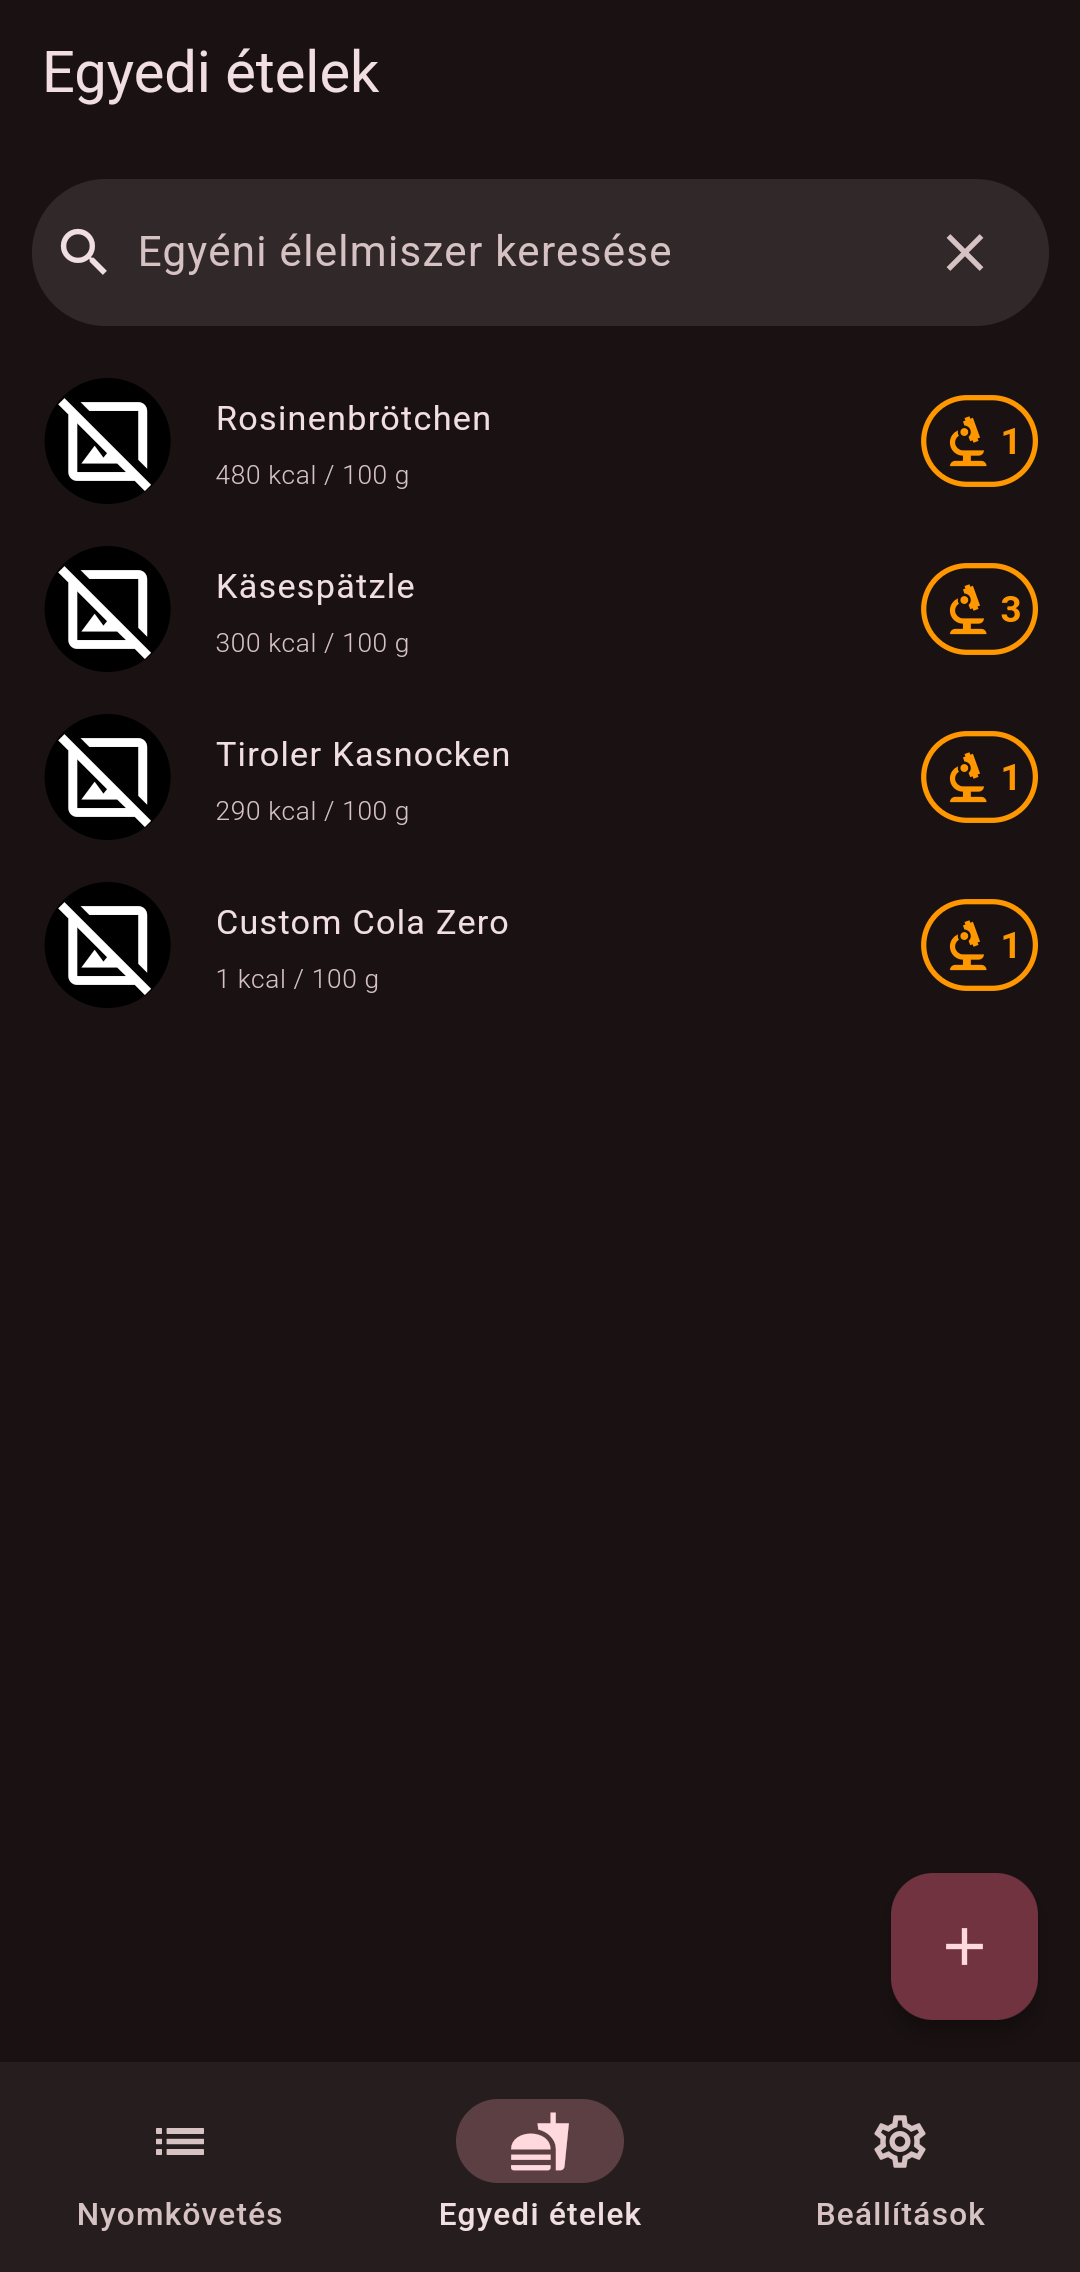 Egyedi ételek
Egyéni élelmiszer keresése
Rosinenbrötchen
480 kcal / 100 g
1
Käsespätzle
300 kcal / 100 g
3
Tiroler Kasnocken
290 kcal / 100 g
1
Custom Cola Zero
1 kcal / 100 g
1
Nyomkövetés
Egyedi ételek
Beállítások